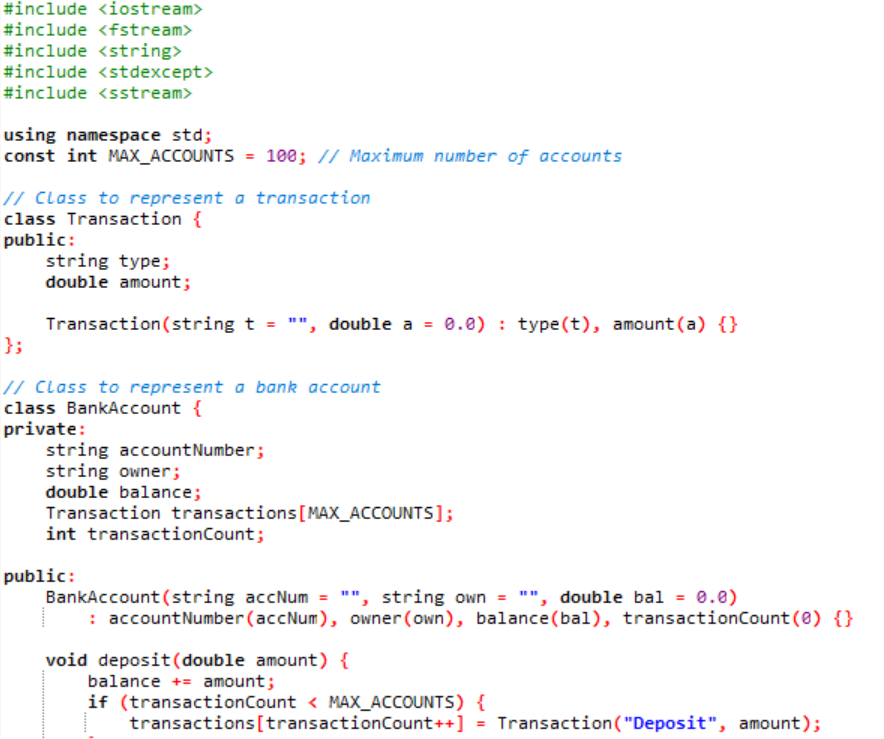 #include <iostream>
#include <fstream>
#include <string>
#include <stdexcept>
#include <sstream>

using namespace std;
const int MAX_ACCOUNTS = 100; // Maximum number of accounts

// Class to represent a transaction
class Transaction {
public:
    string type;
    double amount;

    Transaction(string t = "", double a = 0.0) : type(t), amount(a) {}
};

// Class to represent a bank account
class BankAccount {
private:
    string accountNumber;
    string owner;
    double balance;
    Transaction transactions[MAX_ACCOUNTS];
    int transactionCount;

public:
    BankAccount(string accNum = "", string own = "", double bal = 0.0)
        : accountNumber(accNum), owner(own), balance(bal), transactionCount(0) {}

    void deposit(double amount) {
        balance += amount;
        if (transactionCount < MAX_ACCOUNTS) {
            transactions[transactionCount++] = Transaction("Deposit", amount);